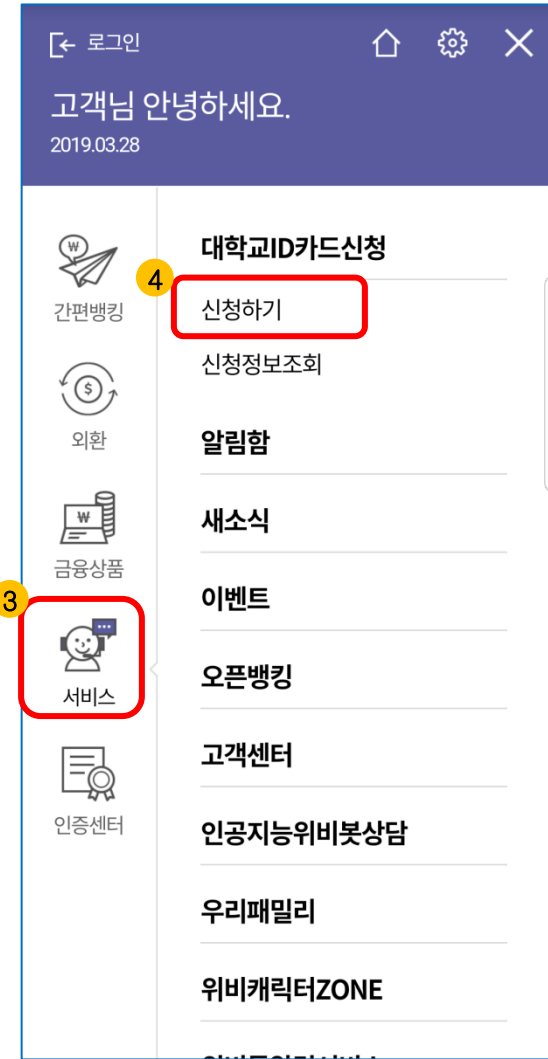 로그인
고객님 안녕하세요.
2019.03.28
간편뱅킹
외환
금융상품
3
서비스
인증센터
대학교ID카드신청
4
신청하기
신청정보조회
알림함
새소식
이벤트
오픈뱅킹
고객센터
인공지능위비봇상담
우리패밀리
위비캐릭터ZONE